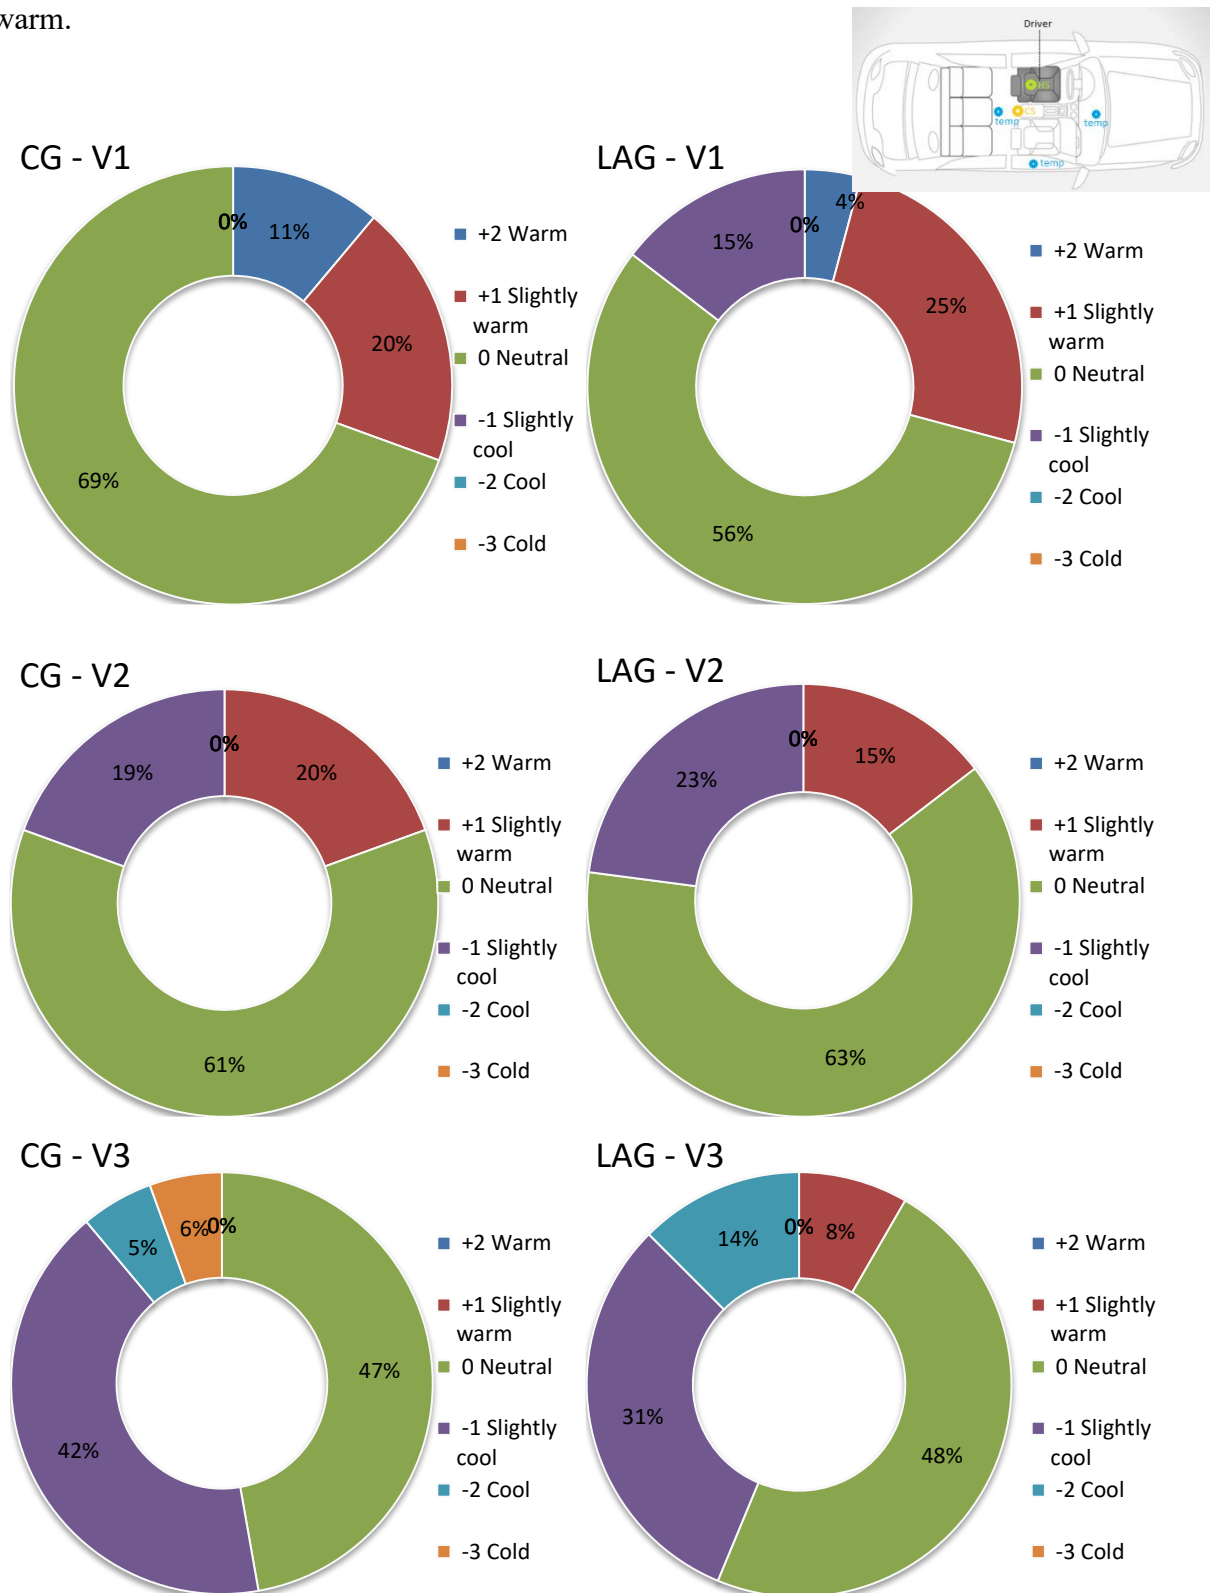 warm.
Driver
HS
CS
temp
temp
temp
CG - V1
0%
11%
20%
69%
+2 Warm
+1 Slightly
warm
0 Neutral
-1 Slightly
cool
-2 Cool
-3 Cold
LAG - V1
0%
4%
25%
56%
15%
+2 Warm
+1 Slightly
warm
0 Neutral
-1 Slightly
cool
-2 Cool
-3 Cold
CG - V2
0%
20%
61%
19%
+2 Warm
+1 Slightly
warm
0 Neutral
-1 Slightly
cool
-2 Cool
-3 Cold
LAG - V2
0%
15%
63%
23%
+2 Warm
+1 Slightly
warm
0 Neutral
-1 Slightly
cool
-2 Cool
-3 Cold
CG - V3
0%
47%
42%
5%
6%
+2 Warm
+1 Slightly
warm
0 Neutral
-1 Slightly
cool
-2 Cool
-3 Cold
LAG - V3
0%
8%
48%
31%
14%
+2 Warm
+1 Slightly
warm
0 Neutral
-1 Slightly
cool
-2 Cool
-3 Cold